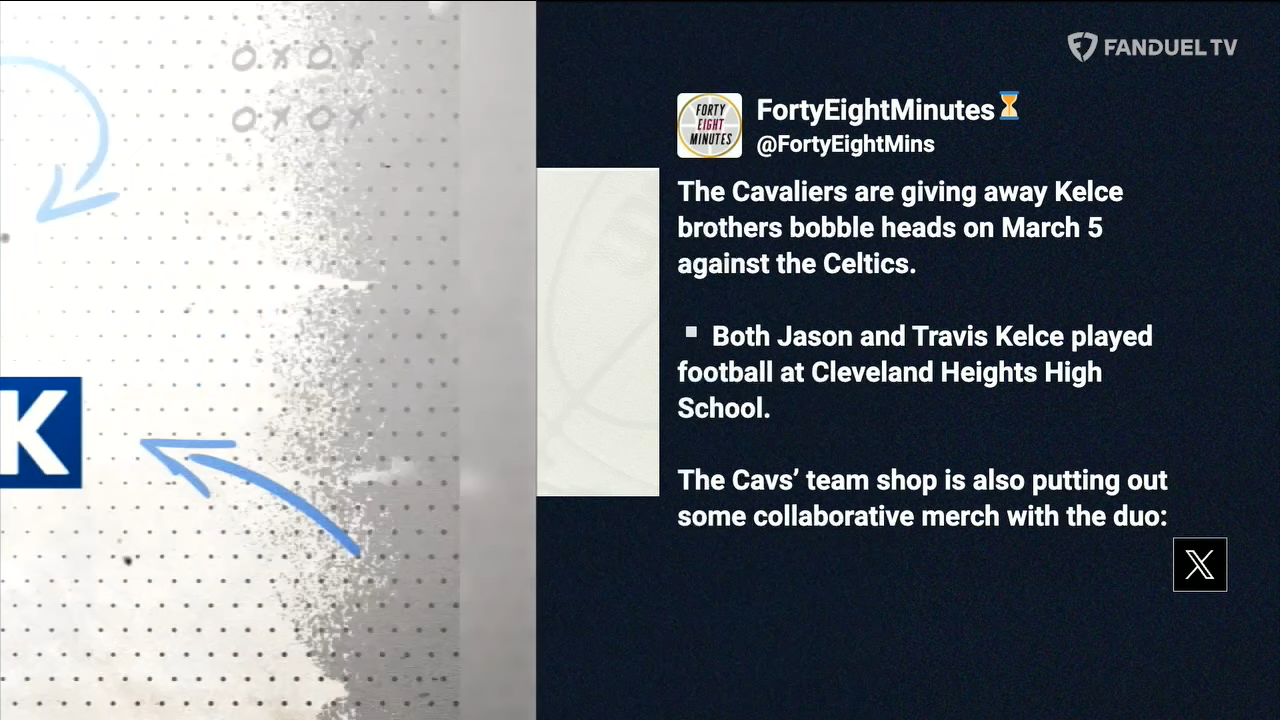 O X O X
O X O X
K
FANDUEL TV
FORTY
EIGHT
MINUTES
FortyEightMinutes⏳
@FortyEightMins
The Cavaliers are giving away Kelce
brothers bobble heads on March 5
against the Celtics.
▪ Both Jason and Travis Kelce played
football at Cleveland Heights High
School.
The Cavs’ team shop is also putting out
some collaborative merch with the duo:
X